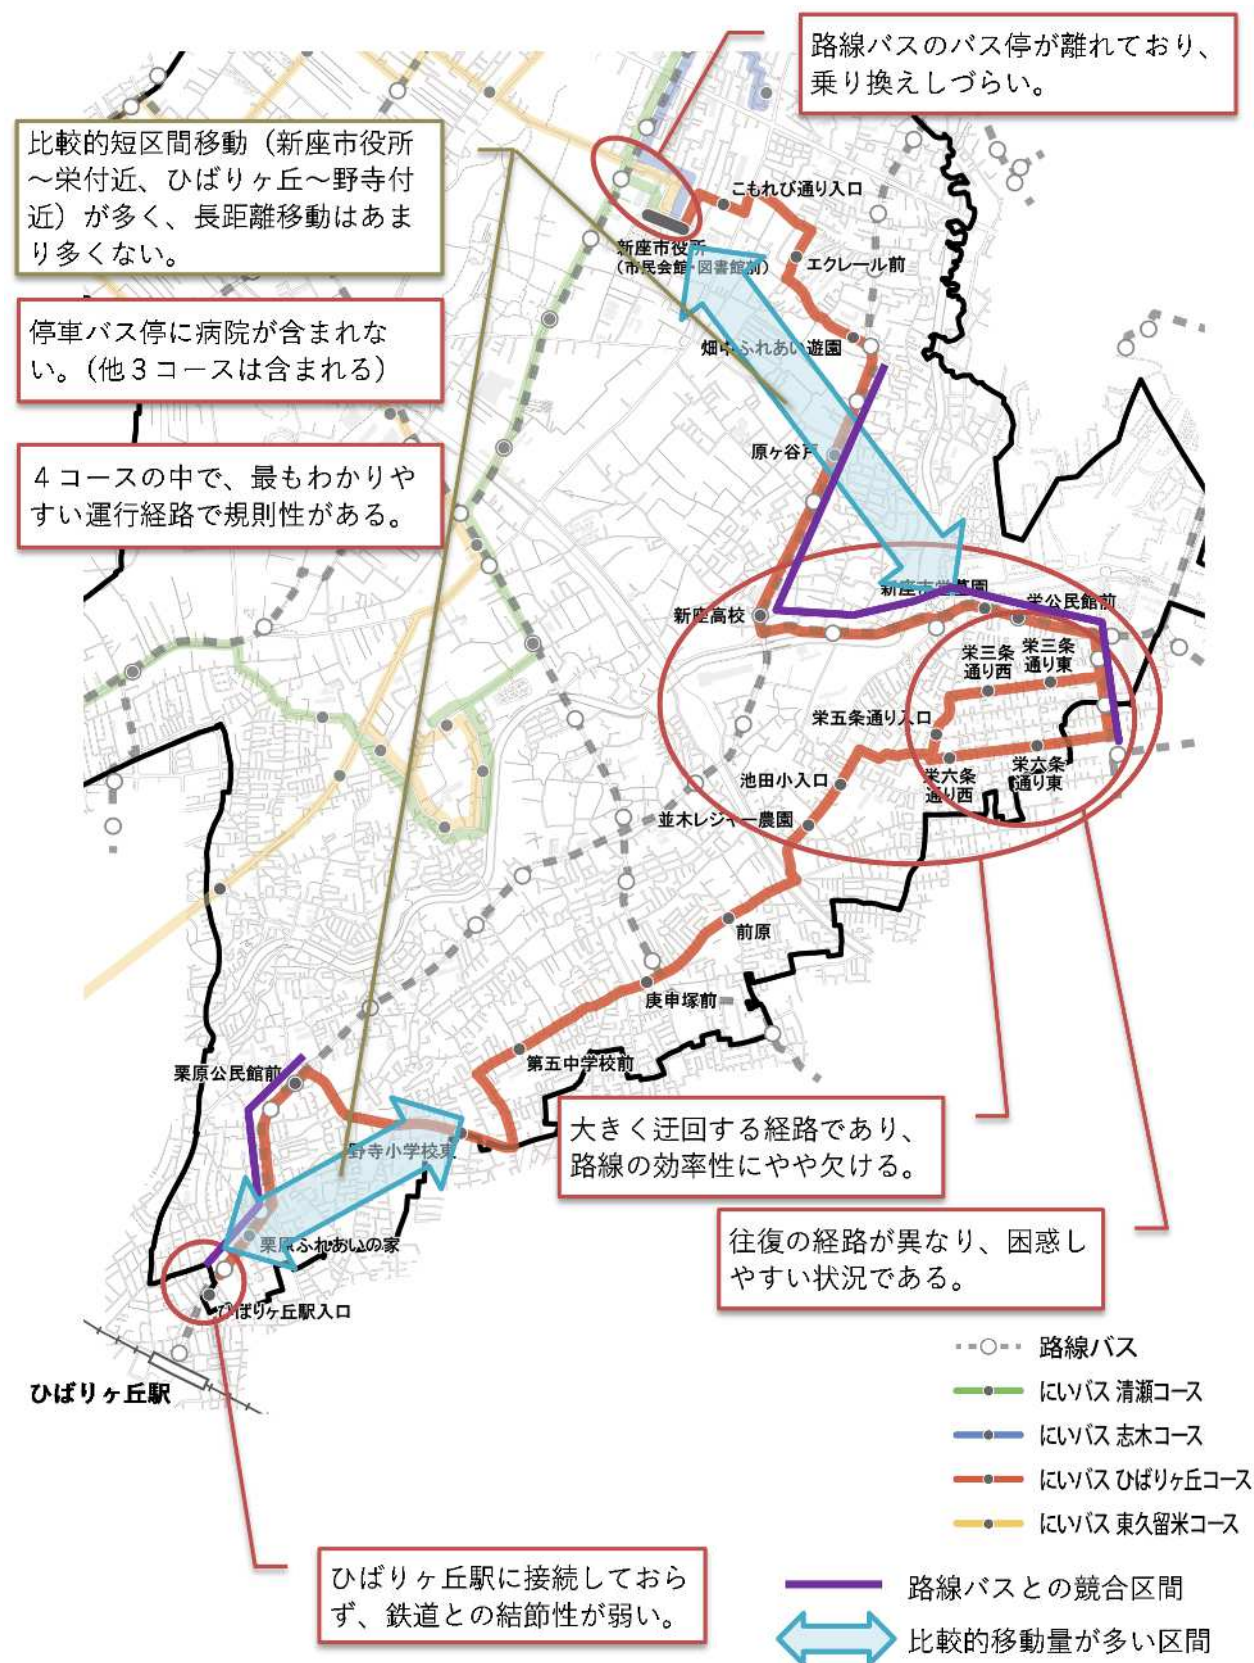 路線バスのバス停が離れており、
乗り換えしづらい。
比較的短区間移動（新座市役所
～栄付近、ひばりヶ丘～野寺付
近）が多く、長距離移動はあま
り多くない。
停車バス停に病院が含まれな
い。（他３コースは含まれる）
４コースの中で、最もわかりや
すい運行経路で規則性がある。
こもれび通り入口
新座市役所
（市民会館・図書館前）
エクレール前
畑中ふれあい遊園
原ヶ谷戸
新座市営墓園
新座高校
栄公民館前
栄三条
通り西
栄三条
通り東
栄五条通り入口
栄六条
通り西
栄六条
通り東
池田小入口
並木レジャー農園
前原
庚申塚前
第五中学校前
栗原公民館前
野寺小学校東
栗原ふれあいの家
ひばりヶ丘駅入口
ひばりヶ丘駅
大きく迂回する経路であり、
路線の効率性にやや欠ける。
往復の経路が異なり、困惑し
やすい状況である。
ひばりヶ丘駅に接続しておら
ず、鉄道との結節性が弱い。
路線バス
にいバス 清瀬コース
にいバス 志木コース
にいバス ひばりヶ丘コース
にいバス 東久留米コース
路線バスとの競合区間
比較的移動量が多い区間